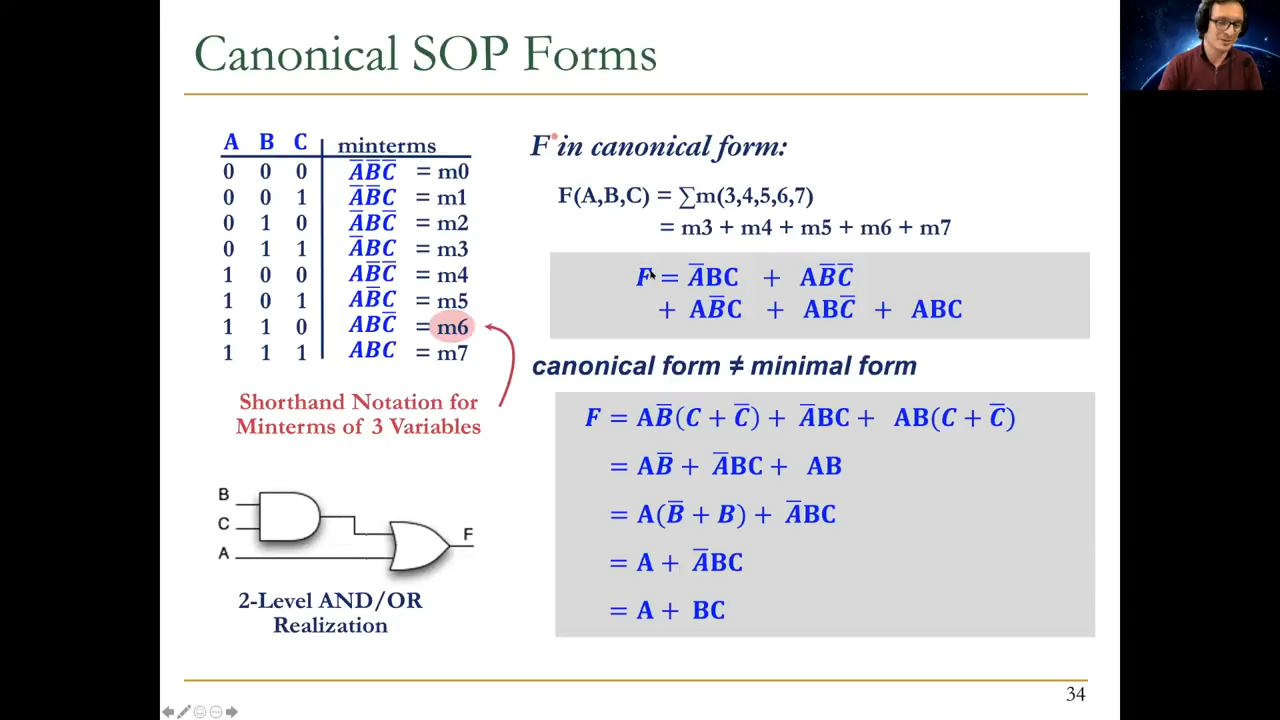 Canonical SOP Forms
A B C minterms
0 0 0 A̅B̅C̅ = m0
0 0 1 A̅B̅C̅ = m1
0 1 0 A̅BC̅ = m2
0 1 1 A̅BC = m3
1 0 0 AB̅C̅ = m4
1 0 1 AB̅C = m5
1 1 0 ABC̅ = m6
1 1 1 ABC = m7
Shorthand Notation for
Minterms of 3 Variables
B
C
A
F
2-Level AND/OR
Realization
F in canonical form:
F(A,B,C) = ∑m(3,4,5,6,7)
= m3 + m4 + m5 + m6 + m7
F = A̅BC + AB̅C̅
+ AB̅C + ABC̅ + ABC
canonical form ≠ minimal form
F = AB̅(C + C̅) + A̅BC + AB(C + C̅)
= AB̅ + A̅BC + AB
= A(B̅ + B) + A̅BC
= A + A̅BC
= A + BC
34